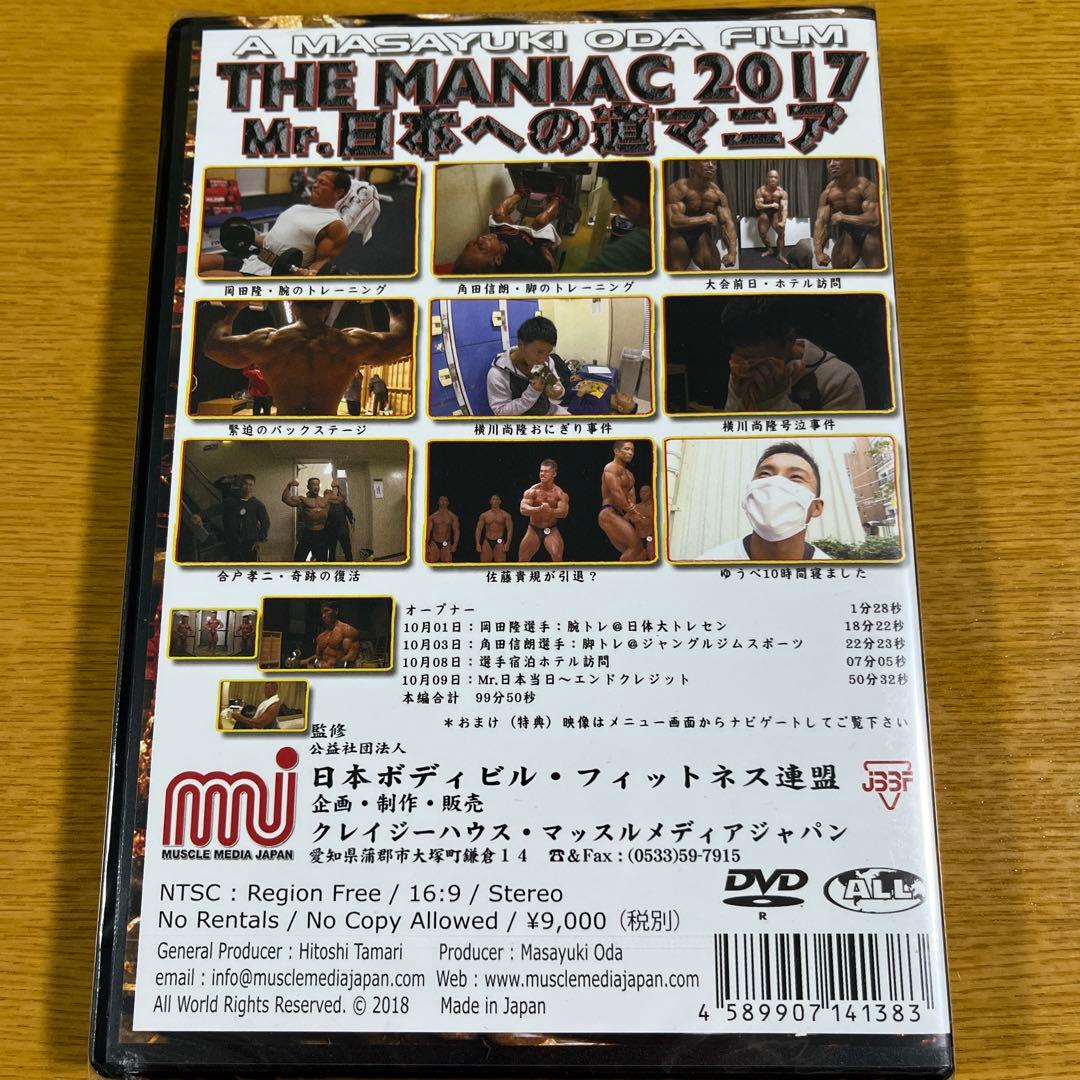 A MASAYUKI ODA FILM
THE MANIAC 2017
Mr.日本への道マニア
岡田隆・腕のトレーニング
角田信朗・脚のトレーニング
大会前日・ホテル訪問
緊迫のバックステージ
横川尚隆おにぎり事件
横川尚隆号泣事件
合戸孝二・奇跡の復活
佐藤貴規が引退？
ゆうべ10時間寝ました
オープナー 1分28秒
10月01日：岡田隆選手：腕トレ@日体大トレセン 18分22秒
10月03日：角田信朗選手：脚トレ@ジャングルジムスポーツ 22分23秒
10月08日：選手宿泊ホテル訪問 07分05秒
10月09日：Mr.日本当日〜エンドクレジット 50分32秒
本編合計 99分50秒
＊おまけ（特典）映像はメニュー画面からナビゲートしてご覧下さい
監修
公益社団法人
日本ボディビル・フィットネス連盟
JBBF
企画・制作・販売
クレイジーハウス・マッスルメディアジャパン
mmj
MUSCLE MEDIA JAPAN
愛知県蒲郡市大塚町鎌倉１４ ☎&Fax：(0533)59-7915
NTSC : Region Free / 16:9 / Stereo
No Rentals / No Copy Allowed / ¥9,000（税別）
DVD
R
ALL
General Producer : Hitoshi Tamari Producer : Masayuki Oda
email : info@musclemediajapan.com Web : www.musclemediajapan.com
All World Rights Reserved. © 2018 Made in Japan
4 589907 141383